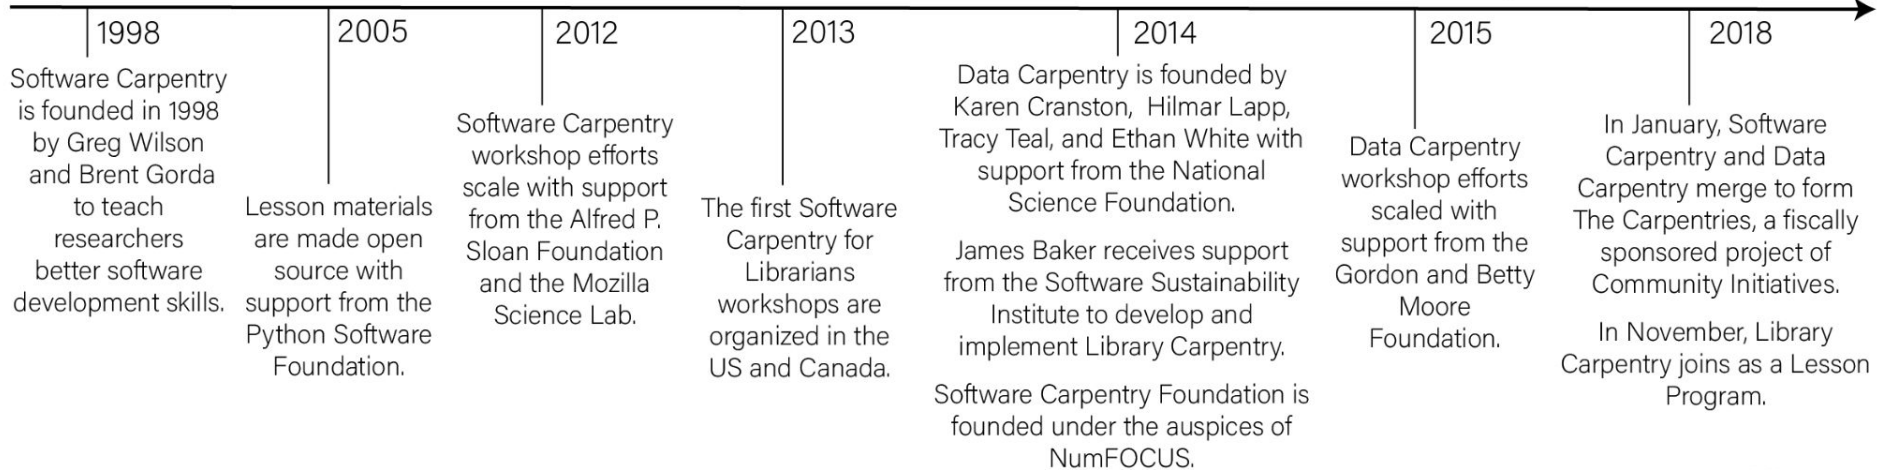 1998
Software Carpentry
is founded in 1998
by Greg Wilson
and Brent Gorda
to teach
researchers
better software
development skills.
2005
Lesson materials
are made open
source with
support from the
Python Software
Foundation.
2012
Software Carpentry
workshop efforts
scale with support
from the Alfred P.
Sloan Foundation
and the Mozilla
Science Lab.
2013
The first Software
Carpentry for
Librarians
workshops are
organized in the
US and Canada.
2014
Data Carpentry is founded by
Karen Cranston, Hilmar Lapp,
Tracy Teal, and Ethan White with
support from the National
Science Foundation.
James Baker receives support
from the Software Sustainability
Institute to develop and
implement Library Carpentry.
Software Carpentry Foundation is
founded under the auspices of
NumFOCUS.
2015
Data Carpentry
workshop efforts
scaled with
support from the
Gordon and Betty
Moore
Foundation.
2018
In January, Software
Carpentry and Data
Carpentry merge to form
The Carpentries, a fiscally
sponsored project of
Community Initiatives.
In November, Library
Carpentry joins as a Lesson
Program.